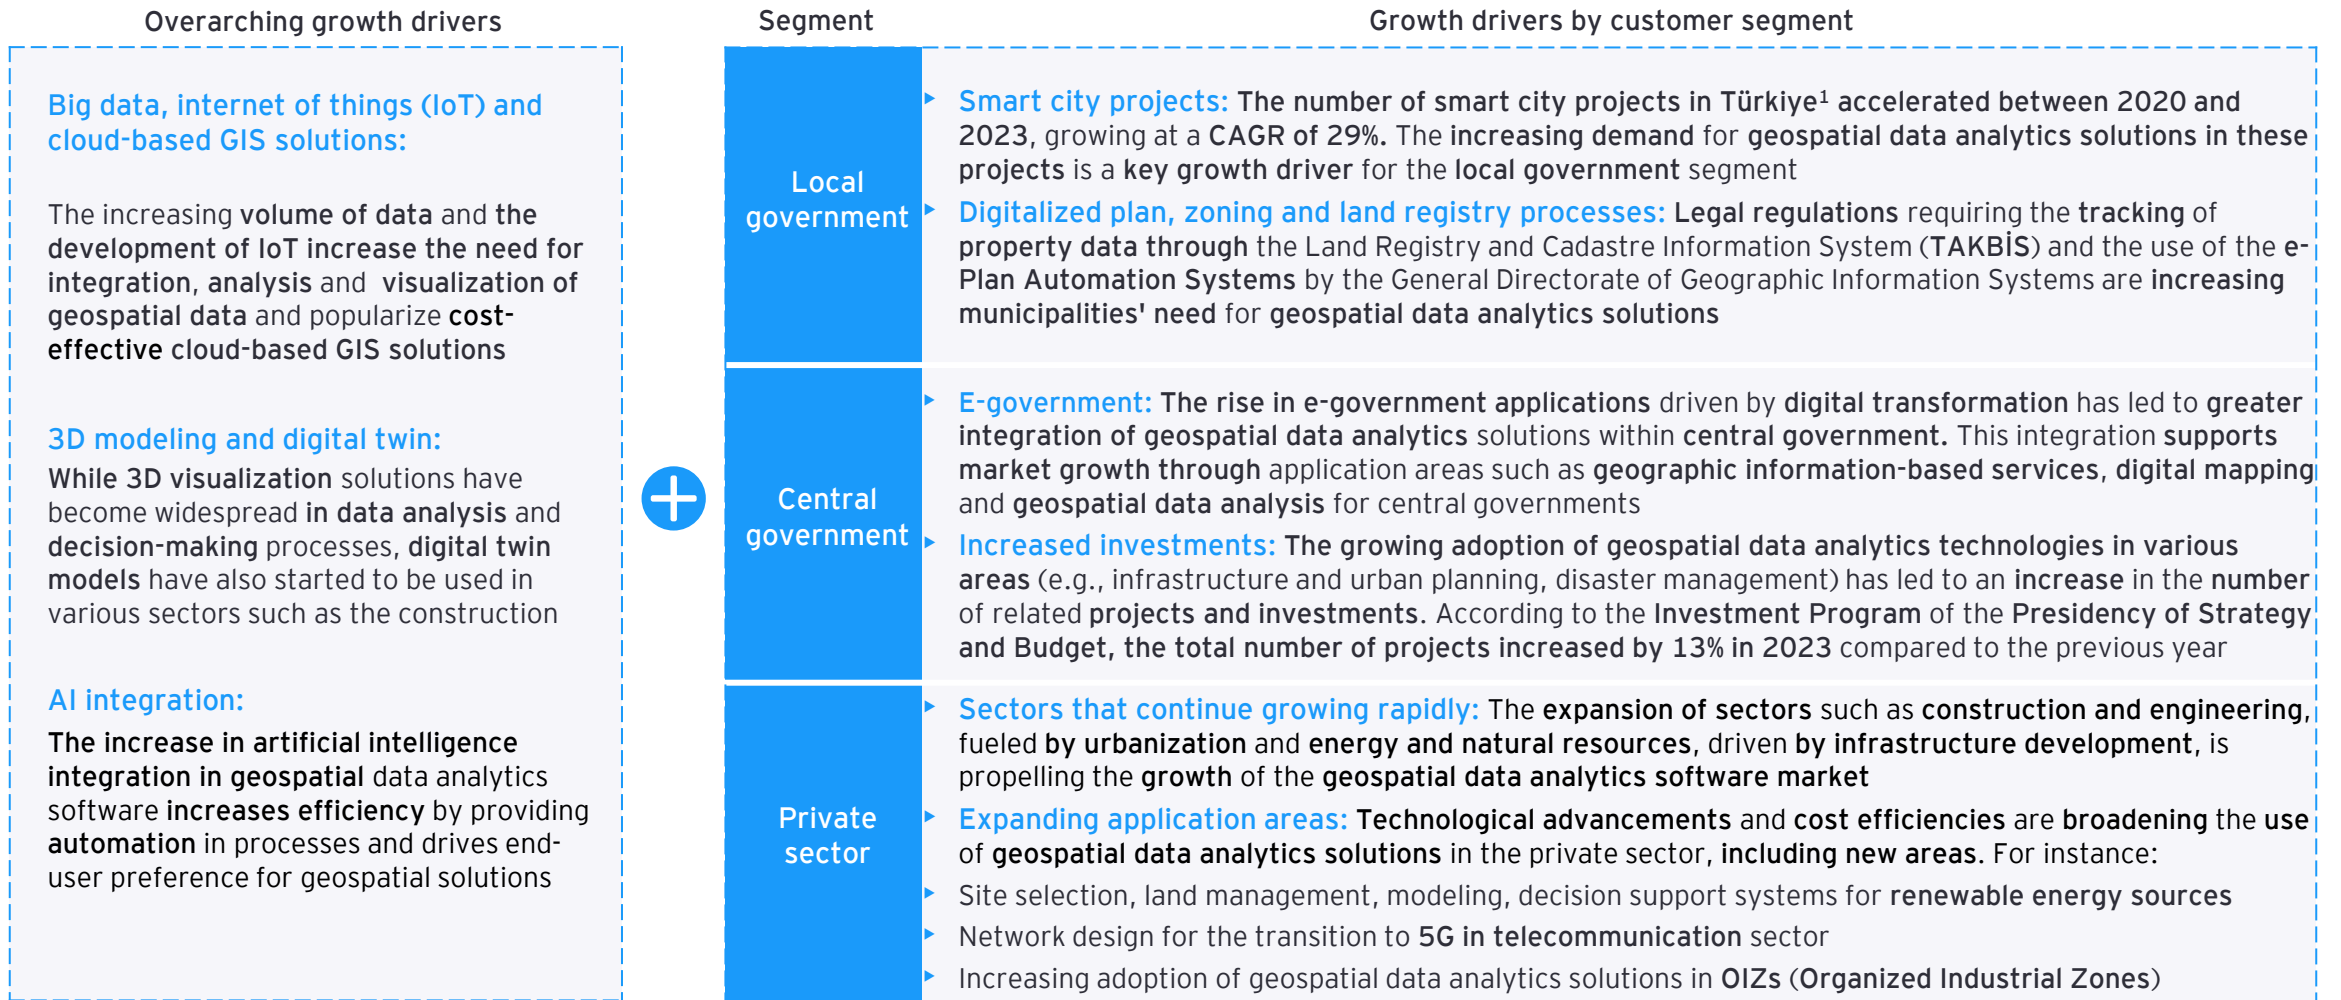 Overarching growth drivers
Big data, internet of things (IoT) and
cloud-based GIS solutions:
The increasing volume of data and the
development of IoT increase the need for
integration, analysis and visualization of
geospatial data and popularize cost-
effective cloud-based GIS solutions
3D modeling and digital twin:
While 3D visualization solutions have
become widespread in data analysis and
decision-making processes, digital twin
models have also started to be used in
various sectors such as the construction
AI integration:
The increase in artificial intelligence
integration in geospatial data analytics
software increases efficiency by providing
automation in processes and drives end-
user preference for geospatial solutions
Segment
Growth drivers by customer segment
Local
government
▸ Smart city projects: The number of smart city projects in Türkiye¹ accelerated between 2020 and
2023, growing at a CAGR of 29%. The increasing demand for geospatial data analytics solutions in these
projects is a key growth driver for the local government segment
▸ Digitalized plan, zoning and land registry processes: Legal regulations requiring the tracking of
property data through the Land Registry and Cadastre Information System (TAKBİS) and the use of the e-
Plan Automation Systems by the General Directorate of Geographic Information Systems are increasing
municipalities' need for geospatial data analytics solutions
Central
government
▸ E-government: The rise in e-government applications driven by digital transformation has led to greater
integration of geospatial data analytics solutions within central government. This integration supports
market growth through application areas such as geographic information-based services, digital mapping
and geospatial data analysis for central governments
▸ Increased investments: The growing adoption of geospatial data analytics technologies in various
areas (e.g., infrastructure and urban planning, disaster management) has led to an increase in the number
of related projects and investments. According to the Investment Program of the Presidency of Strategy
and Budget, the total number of projects increased by 13% in 2023 compared to the previous year
Private
sector
▸ Sectors that continue growing rapidly: The expansion of sectors such as construction and engineering,
fueled by urbanization and energy and natural resources, driven by infrastructure development, is
propelling the growth of the geospatial data analytics software market
▸ Expanding application areas: Technological advancements and cost efficiencies are broadening the use
of geospatial data analytics solutions in the private sector, including new areas. For instance:
▸ Site selection, land management, modeling, decision support systems for renewable energy sources
▸ Network design for the transition to 5G in telecommunication sector
▸ Increasing adoption of geospatial data analytics solutions in OIZs (Organized Industrial Zones)